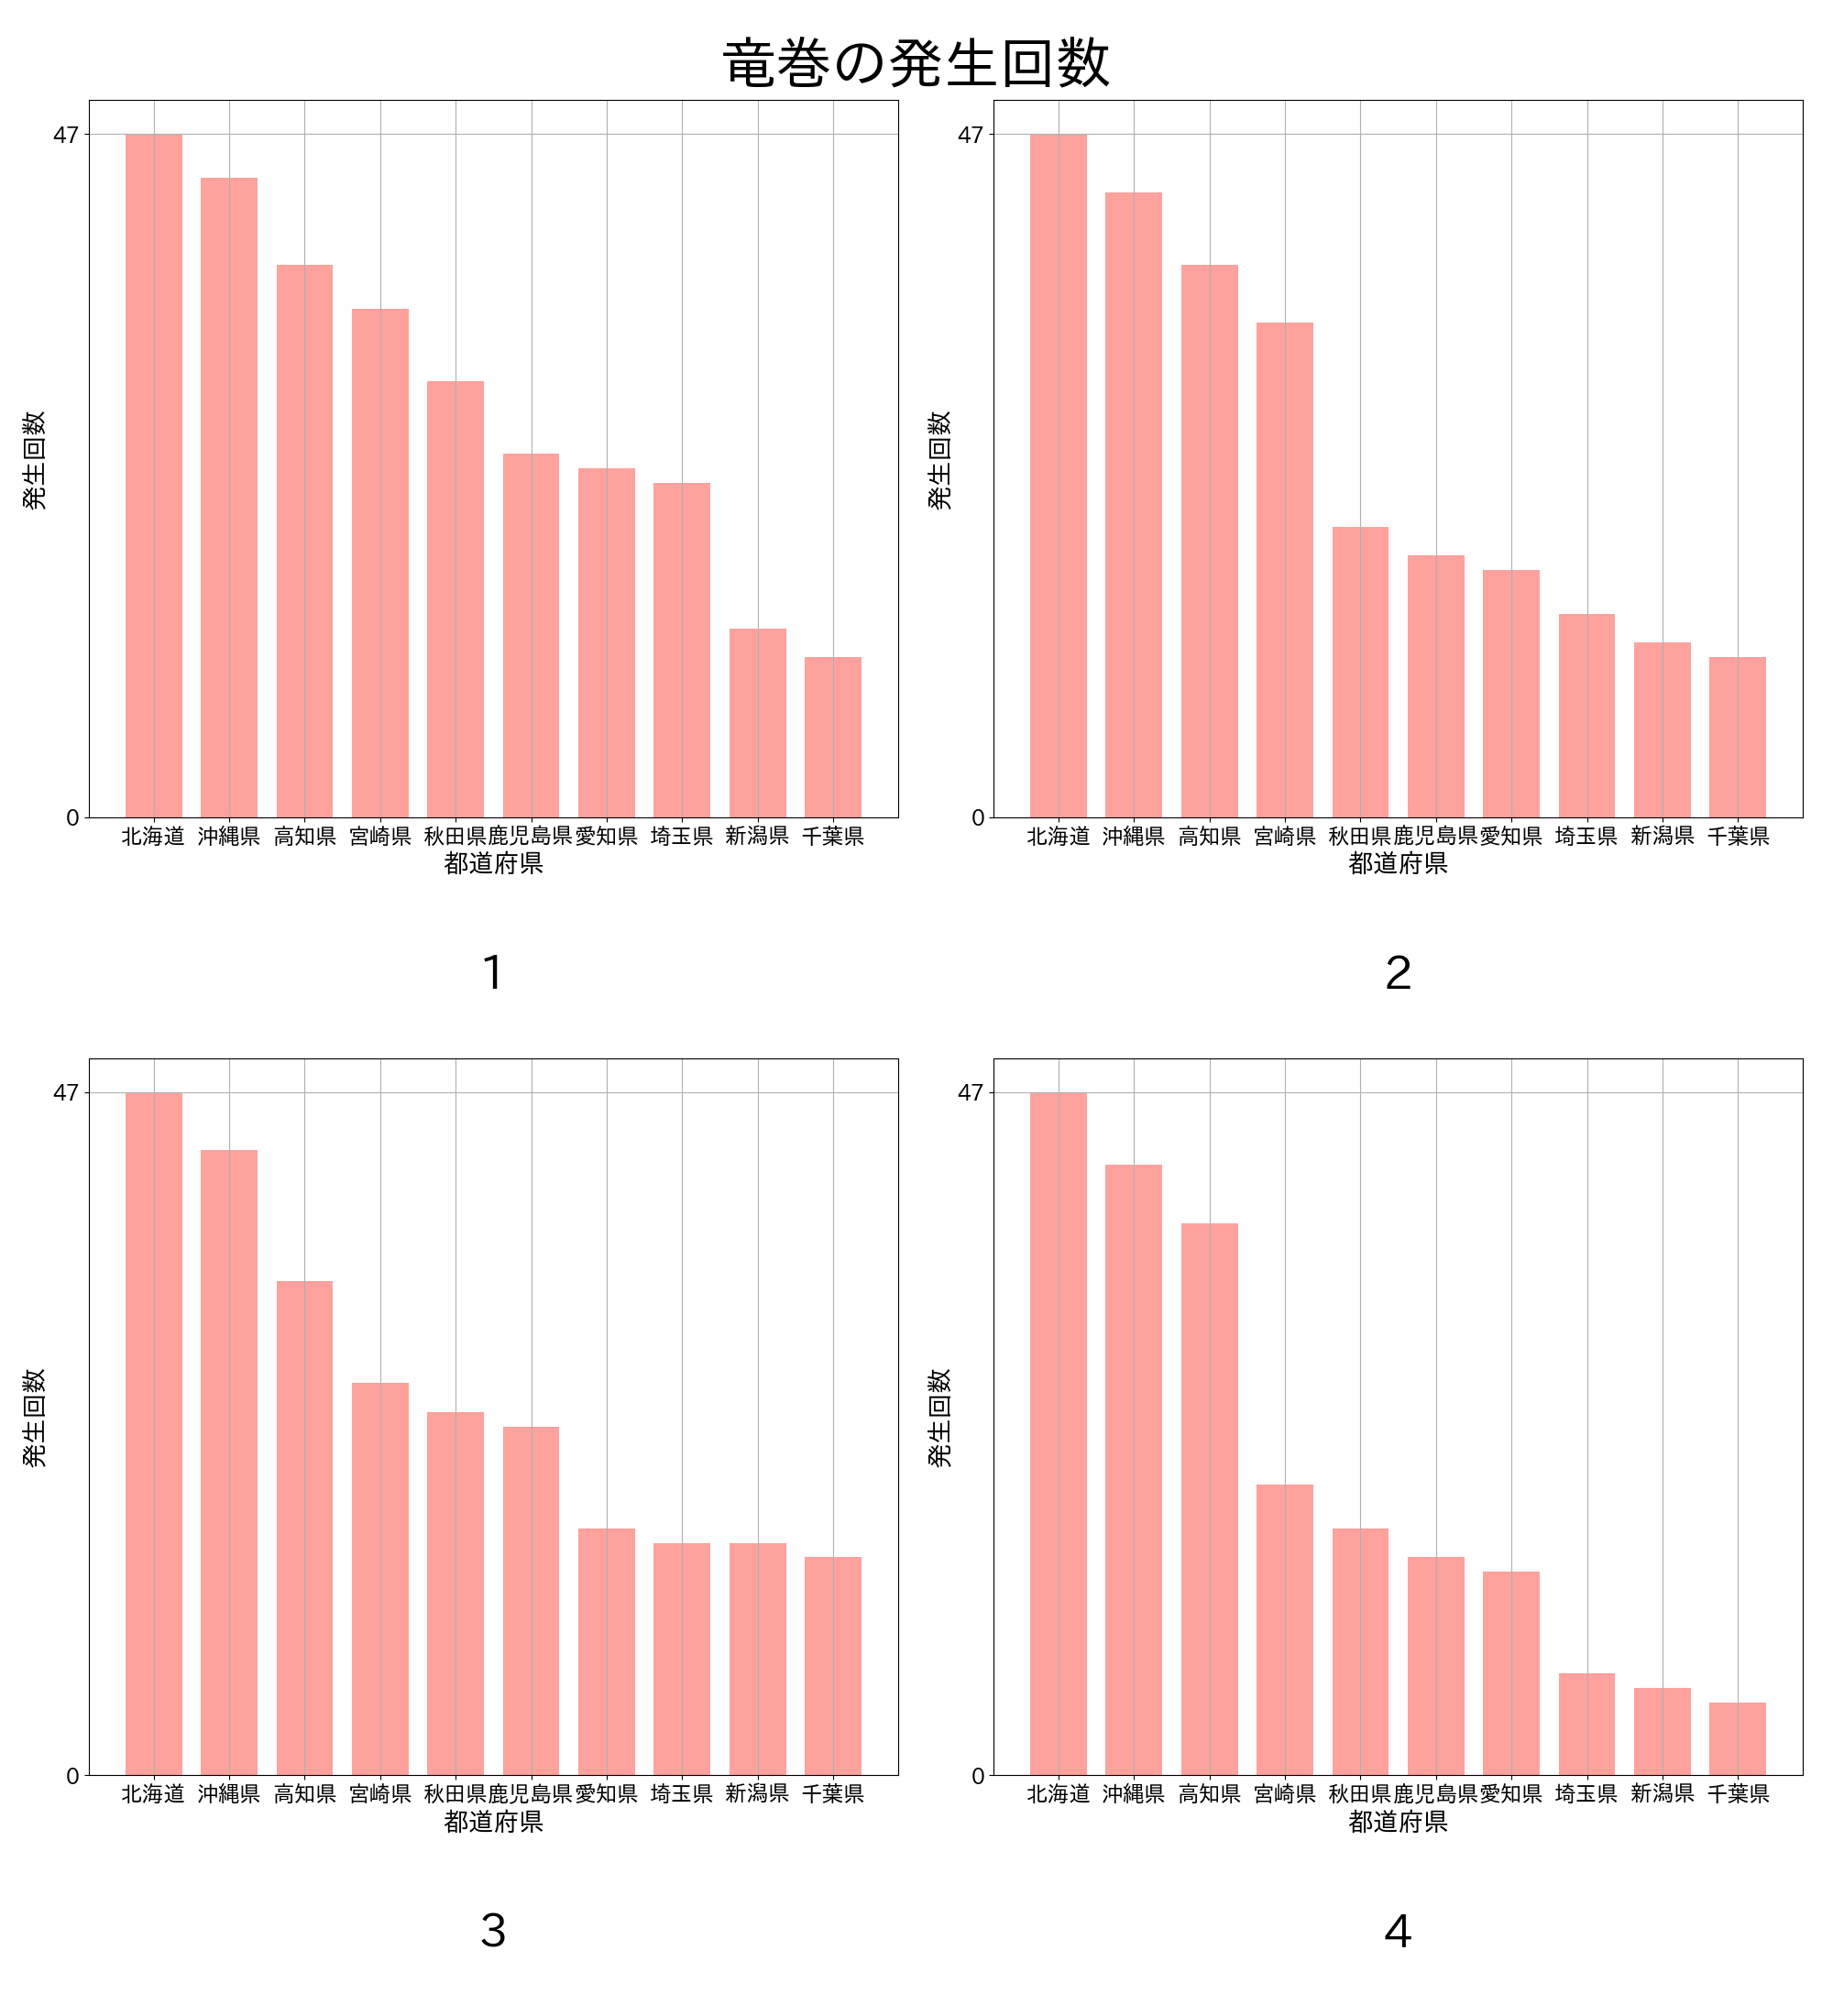 竜巻の発生回数
47
0
発生回数
北海道 沖縄県 高知県 宮崎県 秋田県 鹿児島県 愛知県 埼玉県 新潟県 千葉県
都道府県
1
47
0
発生回数
北海道 沖縄県 高知県 宮崎県 秋田県 鹿児島県 愛知県 埼玉県 新潟県 千葉県
都道府県
2
47
0
発生回数
北海道 沖縄県 高知県 宮崎県 秋田県 鹿児島県 愛知県 埼玉県 新潟県 千葉県
都道府県
3
47
0
発生回数
北海道 沖縄県 高知県 宮崎県 秋田県 鹿児島県 愛知県 埼玉県 新潟県 千葉県
都道府県
4